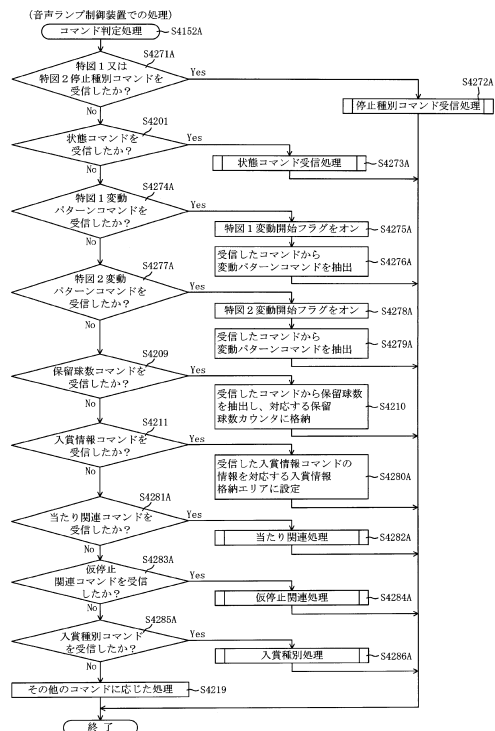 (音声ランプ制御装置での処理)
コマンド判定処理
S4152A
S4271A
特図1又は
特図2停止種別コマンドを
受信したか?
Yes
No
S4272A
停止種別コマンド受信処理
S4201
状態コマンドを
受信したか?
Yes
No
状態コマンド受信処理
S4273A
S4274A
特図1変動
パターンコマンドを
受信したか?
Yes
No
特図1変動開始フラグをオン
S4275A
受信したコマンドから
変動パターンコマンドを抽出
S4276A
S4277A
特図2変動
パターンコマンドを
受信したか?
Yes
No
特図2変動開始フラグをオン
S4278A
受信したコマンドから
変動パターンコマンドを抽出
S4279A
S4209
保留球数コマンドを
受信したか?
Yes
No
受信したコマンドから保留球数
を抽出し、対応する保留
球数カウンタに格納
S4210
S4211
入賞情報コマンドを
受信したか?
Yes
No
受信した入賞情報コマンドの
情報を対応する入賞情報
格納エリアに設定
S4280A
S4281A
当たり関連コマンドを
受信したか?
Yes
No
当たり関連処理
S4282A
S4283A
仮停止
関連コマンドを受信
したか?
Yes
No
仮停止関連処理
S4284A
S4285A
入賞種別コマンド
を受信したか?
Yes
No
入賞種別処理
S4286A
その他のコマンドに応じた処理
S4219
終了